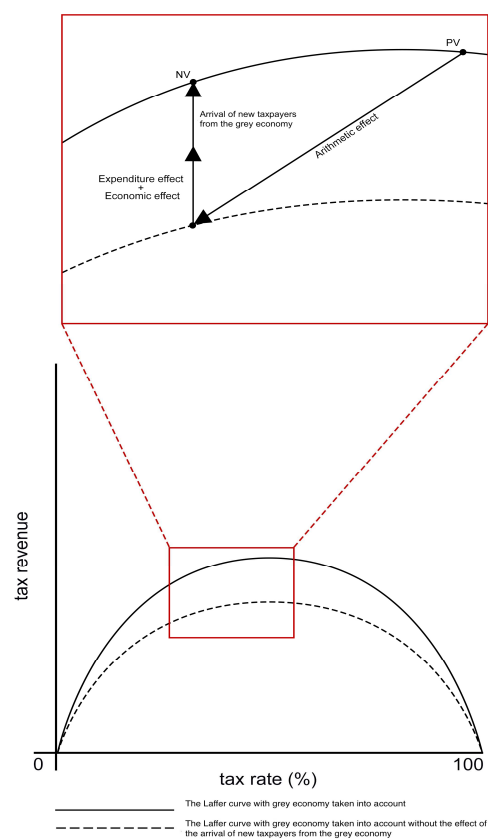 PV
NV
Arrival of new taxpayers
from the grey economy
Arithmetic effect
Expenditure effect
+
Economic effect
tax revenue
0
100
tax rate (%)
The Laffer curve with grey economy taken into account
The Laffer curve with grey economy taken into account without the effect of
the arrival of new taxpayers from the grey economy